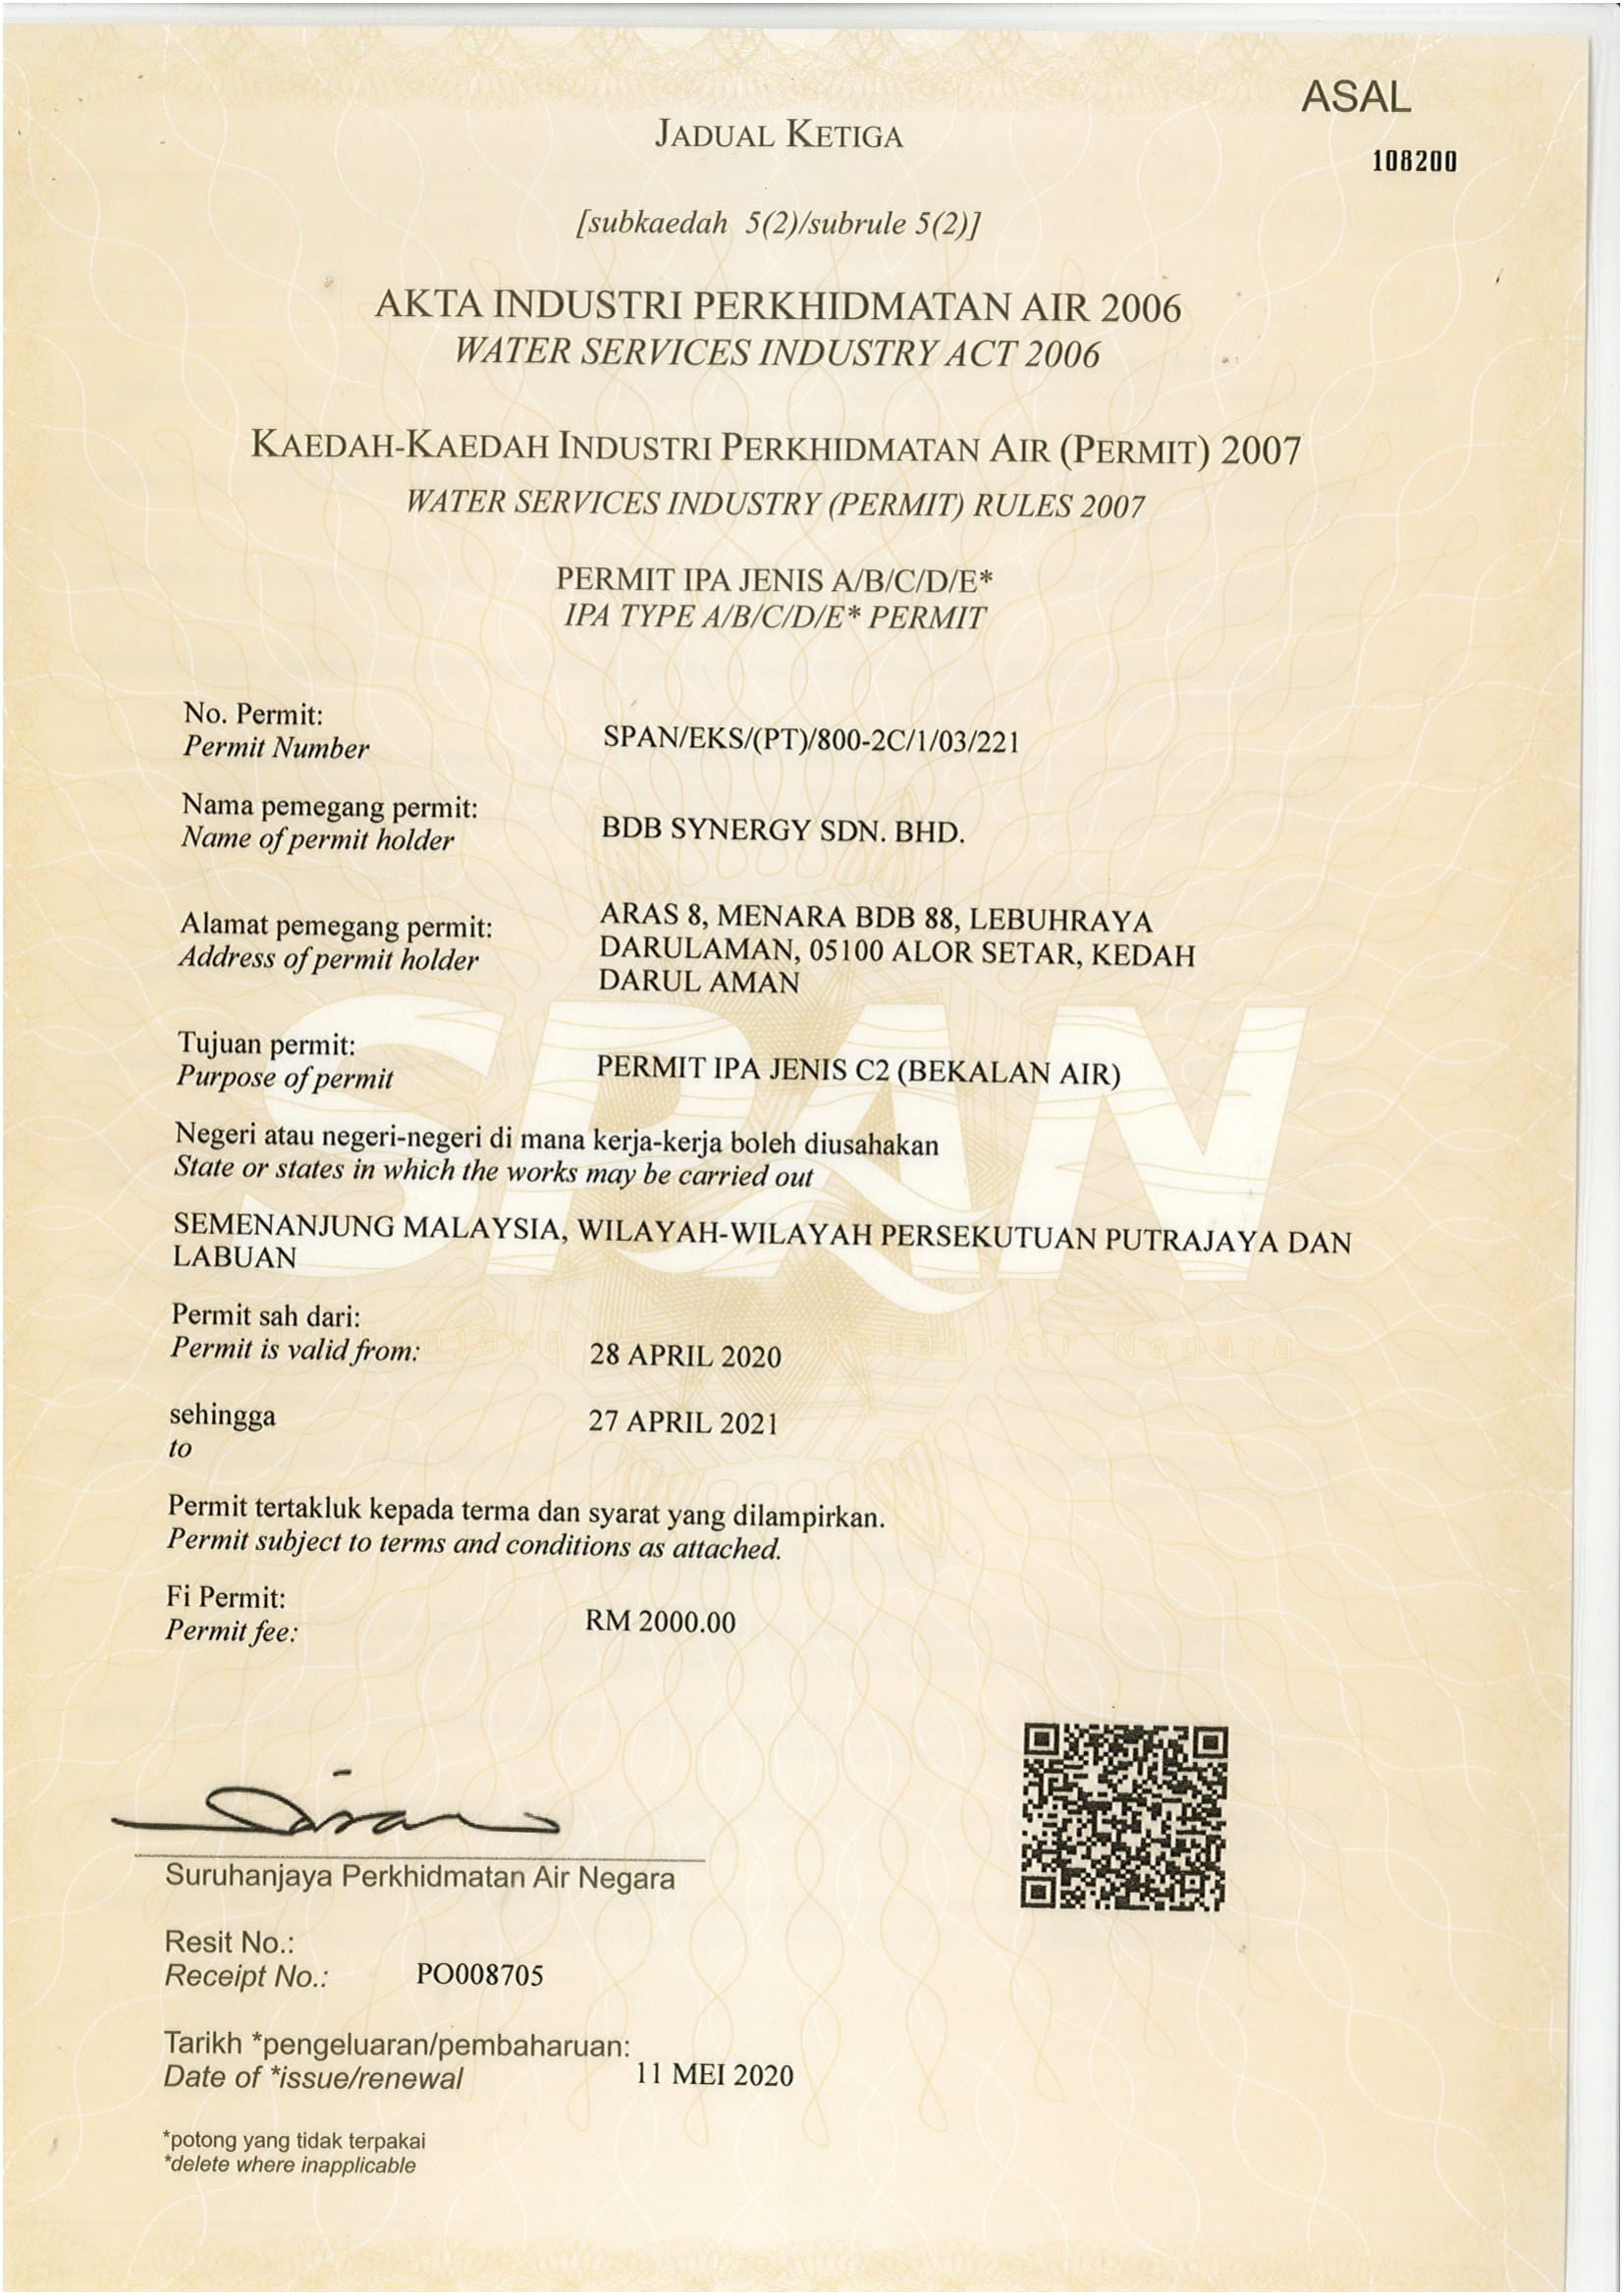 ASAL
JADUAL KETIGA
108200
[subkaedah 5(2)/subrule 5(2)]
AKTA INDUSTRI PERKHIDMATAN AIR 2006
WATER SERVICES INDUSTRY ACT 2006
KAEDAH-KAEDAH INDUSTRI PERKHIDMATAN AIR (PERMIT) 2007
WATER SERVICES INDUSTRY (PERMIT) RULES 2007
PERMIT IPA JENIS A/B/C/D/E*
IPA TYPE A/B/C/D/E* PERMIT
No. Permit:
Permit Number
SPAN/EKS/(PT)/800-2C/1/03/221
Nama pemegang permit:
Name of permit holder
BDB SYNERGY SDN. BHD.
Alamat pemegang permit:
Address of permit holder
ARAS 8, MENARA BDB 88, LEBUHRAYA
DARULAMAN, 05100 ALOR SETAR, KEDAH
DARUL AMAN
SPAN
Tujuan permit:
Purpose of permit
PERMIT IPA JENIS C2 (BEKALAN AIR)
Negeri atau negeri-negeri di mana kerja-kerja boleh diusahakan
State or states in which the works may be carried out
SEMENANJUNG MALAYSIA, WILAYAH-WILAYAH PERSEKUTUAN PUTRAJAYA DAN
LABUAN
Permit sah dari:
Permit is valid from:
28 APRIL 2020
sehingga
to
27 APRIL 2021
Permit tertakluk kepada terma dan syarat yang dilampirkan.
Permit subject to terms and conditions as attached.
Fi Permit:
Permit fee:
RM 2000.00
Suruhanjaya Perkhidmatan Air Negara
Resit No.:
Receipt No.:
PO008705
Tarikh *pengeluaran/pembaharuan:
Date of *issue/renewal
11 MEI 2020
*potong yang tidak terpakai
*delete where inapplicable